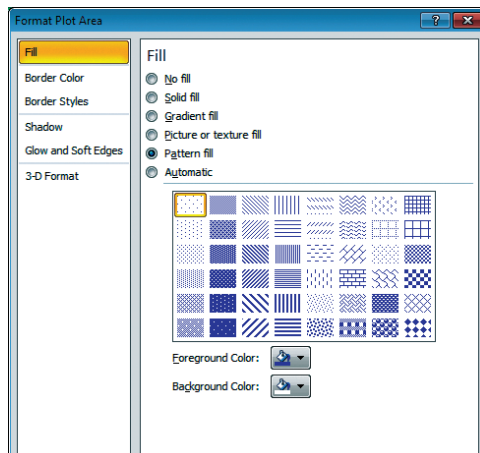 Format Plot Area
Fill
Border Color
Border Styles
Shadow
Glow and Soft Edges
3-D Format
Fill
No fill
Solid fill
Gradient fill
Picture or texture fill
Pattern fill
Automatic
Foreground Color:
Background Color: